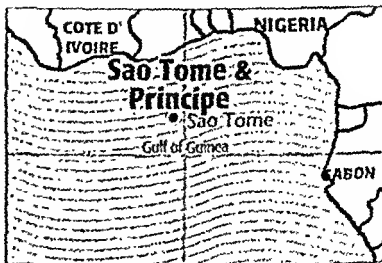 COTE D'
IVOIRE
NIGERIA
Sao Tome &
Principe
Sao Tome
Gulf of Guinea
GABON